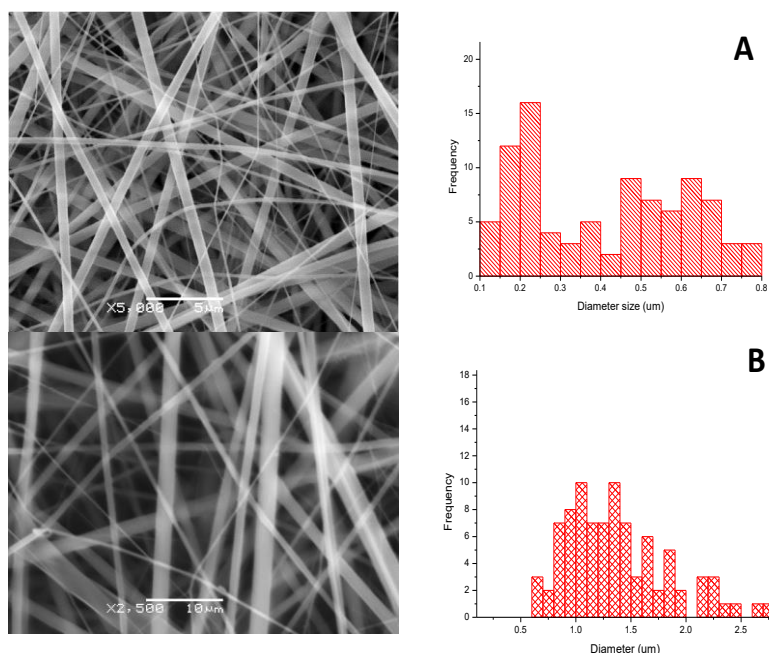 A
20
15
10
5
0
Frequency
0.1 0.2 0.3 0.4 0.5 0.6 0.7 0.8
Diameter size (um)
X5,000 5µm
B
18
16
14
12
10
8
6
4
2
0
Frequency
0.5 1.0 1.5 2.0 2.5
Diameter (um)
X2,500 10µm